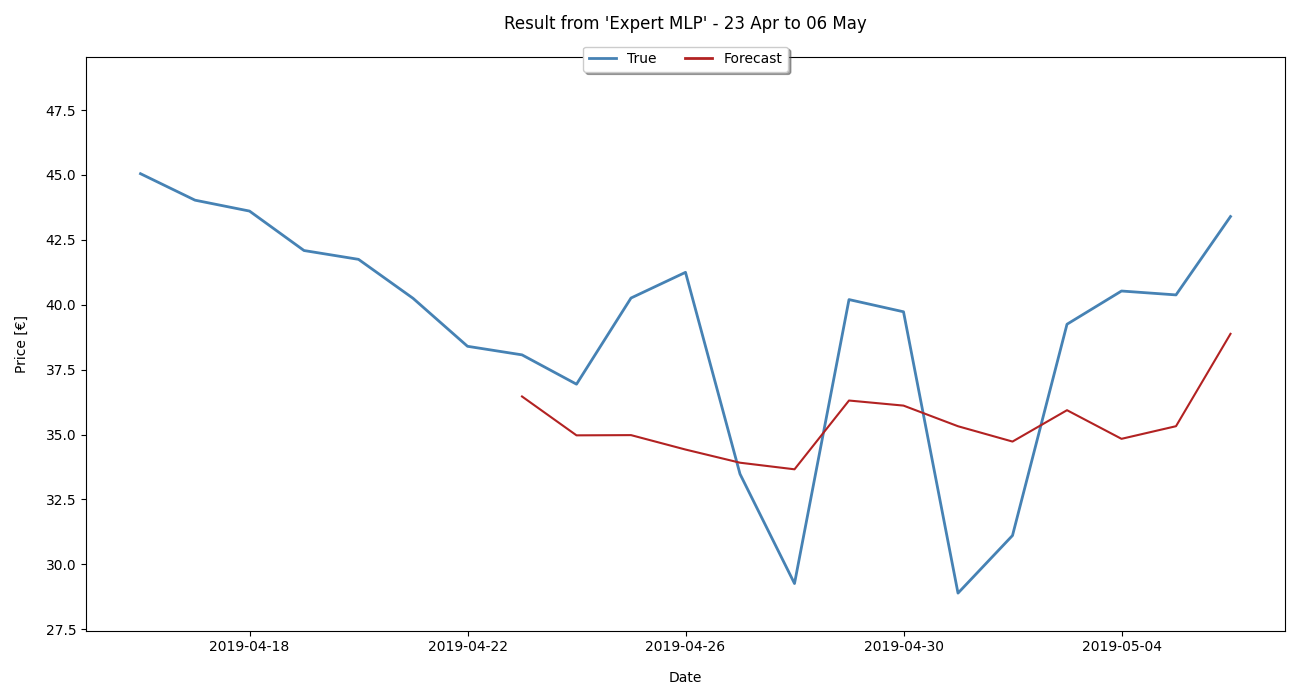 Result from 'Expert MLP' - 23 Apr to 06 May
True Forecast
47.5
45.0
42.5
40.0
37.5
35.0
32.5
30.0
27.5
Price [€]
2019-04-18 2019-04-22 2019-04-26 2019-04-30 2019-05-04
Date